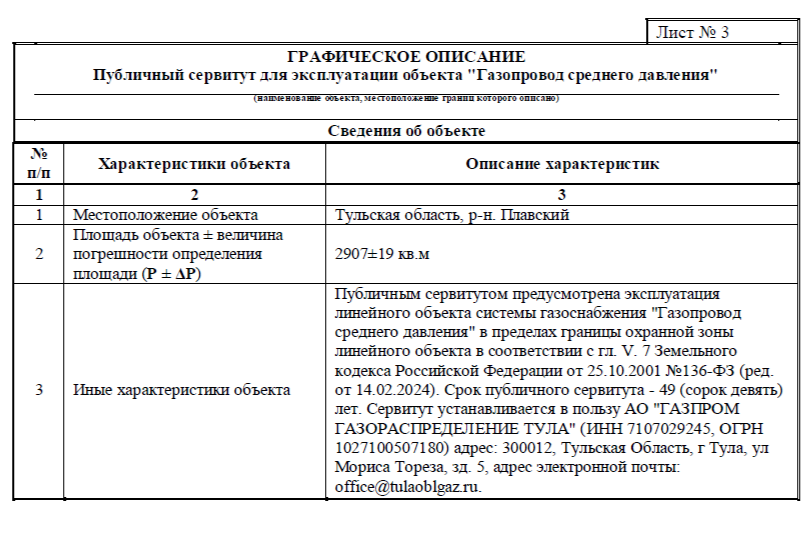 Лист № 3
ГРАФИЧЕСКОЕ ОПИСАНИЕ
Публичный сервитут для эксплуатации объекта "Газопровод среднего давления"
(наименование объекта, местоположение границ которого описано)
Сведения об объекте
№
п/п
Характеристики объекта
Описание характеристик
1
2
3
1
Местоположение объекта
Тульская область, р-н. Плавский
2
Площадь объекта ± величина
погрешности определения
площади (P ± ΔP)
2907±19 кв.м
3
Иные характеристики объекта
Публичным сервитутом предусмотрена эксплуатация
линейного объекта системы газоснабжения "Газопровод
среднего давления" в пределах границы охранной зоны
линейного объекта в соответствии с гл. V. 7 Земельного
кодекса Российской Федерации от 25.10.2001 №136-ФЗ (ред.
от 14.02.2024). Срок публичного сервитута - 49 (сорок девять)
лет. Сервитут устанавливается в пользу АО "ГАЗПРОМ
ГАЗОРАСПРЕДЕЛЕНИЕ ТУЛА" (ИНН 7107029245, ОГРН
1027100507180) адрес: 300012, Тульская Область, г Тула, ул
Мориса Тореза, зд. 5, адрес электронной почты:
office@tulaoblgaz.ru.